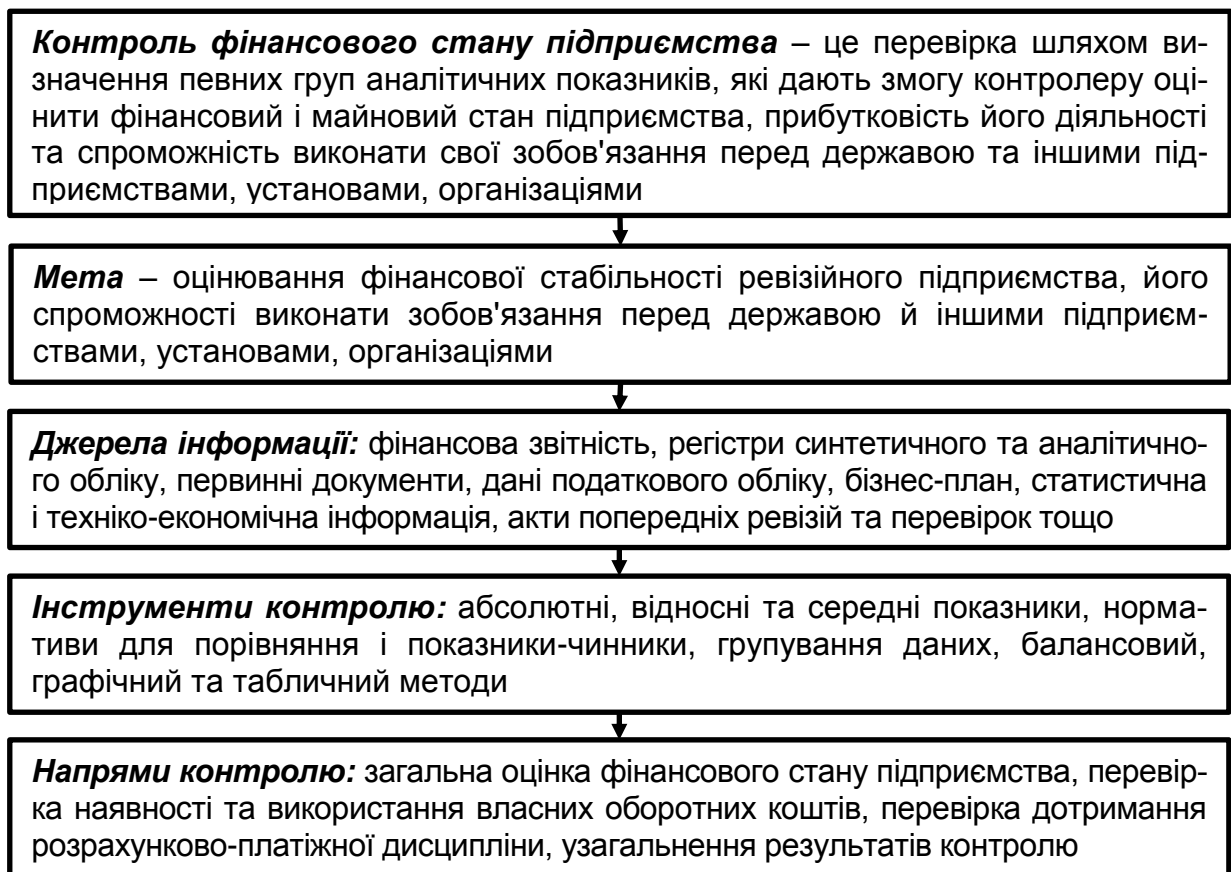 Контроль фінансового стану підприємства – це перевірка шляхом ви-
значення певних груп аналітичних показників, які дають змогу контролеру оці-
нити фінансовий і майновий стан підприємства, прибутковість його діяльності
та спроможність виконати свої зобов'язання перед державою та іншими під-
приємствами, установами, організаціями
Мета – оцінювання фінансової стабільності ревізійного підприємства, його
спроможності виконати зобов'язання перед державою й іншими підприєм-
ствами, установами, організаціями
Джерела інформації: фінансова звітність, регістри синтетичного та аналітично-
го обліку, первинні документи, дані податкового обліку, бізнес-план, статистична
і техніко-економічна інформація, акти попередніх ревізій та перевірок тощо
Інструменти контролю: абсолютні, відносні та середні показники, норма-
тиви для порівняння і показники-чинники, групування даних, балансовий,
графічний та табличний методи
Напрями контролю: загальна оцінка фінансового стану підприємства, перевір-
ка наявності та використання власних оборотних коштів, перевірка дотримання
розрахунково-платіжної дисципліни, узагальнення результатів контролю